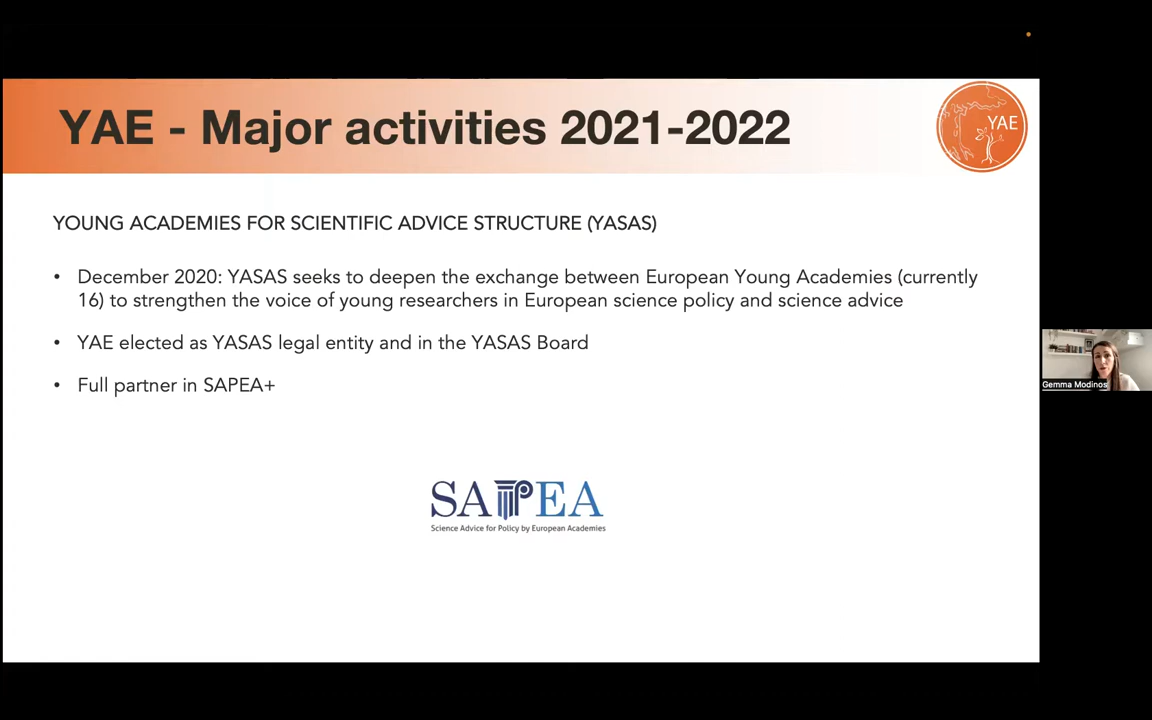 YAE - Major activities 2021-2022
YAE
YOUNG ACADEMIES FOR SCIENTIFIC ADVICE STRUCTURE (YASAS)
• December 2020: YASAS seeks to deepen the exchange between European Young Academies (currently
16) to strengthen the voice of young researchers in European science policy and science advice
• YAE elected as YASAS legal entity and in the YASAS Board
• Full partner in SAPEA+
Gemma Modinos
SAPEA
Science Advice for Policy by European Academies